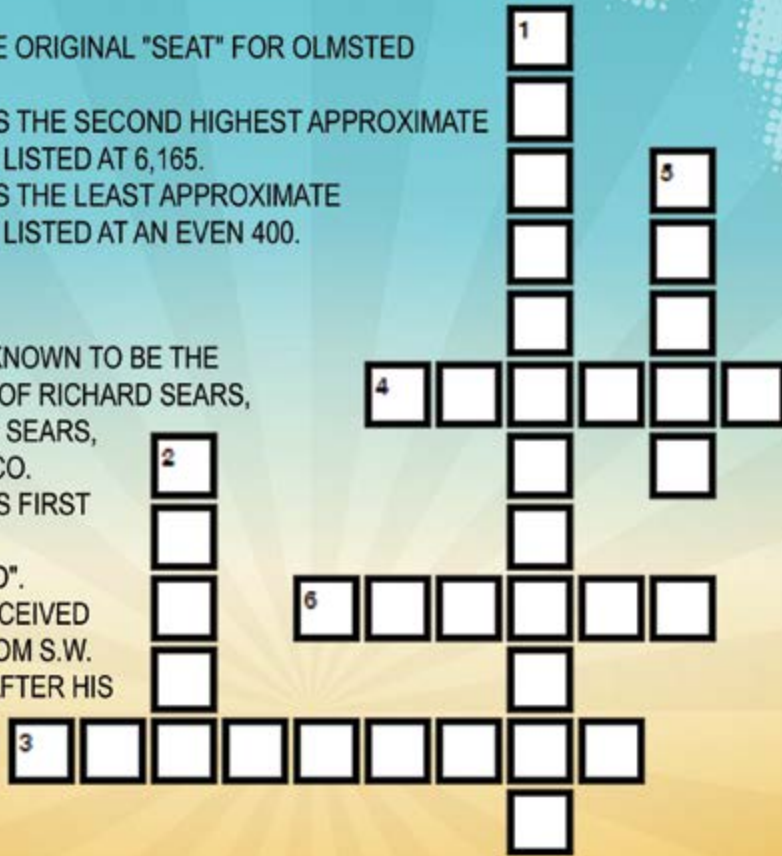 E ORIGINAL "SEAT" FOR OLMSTED
S THE SECOND HIGHEST APPROXIMATE
LISTED AT 6,165.
S THE LEAST APPROXIMATE
LISTED AT AN EVEN 400.
KNOWN TO BE THE
OF RICHARD SEARS,
SEARS,
CO.
S FIRST
D".
CEIVED
OM S.W.
AFTER HIS
1
5
4
2
6
3